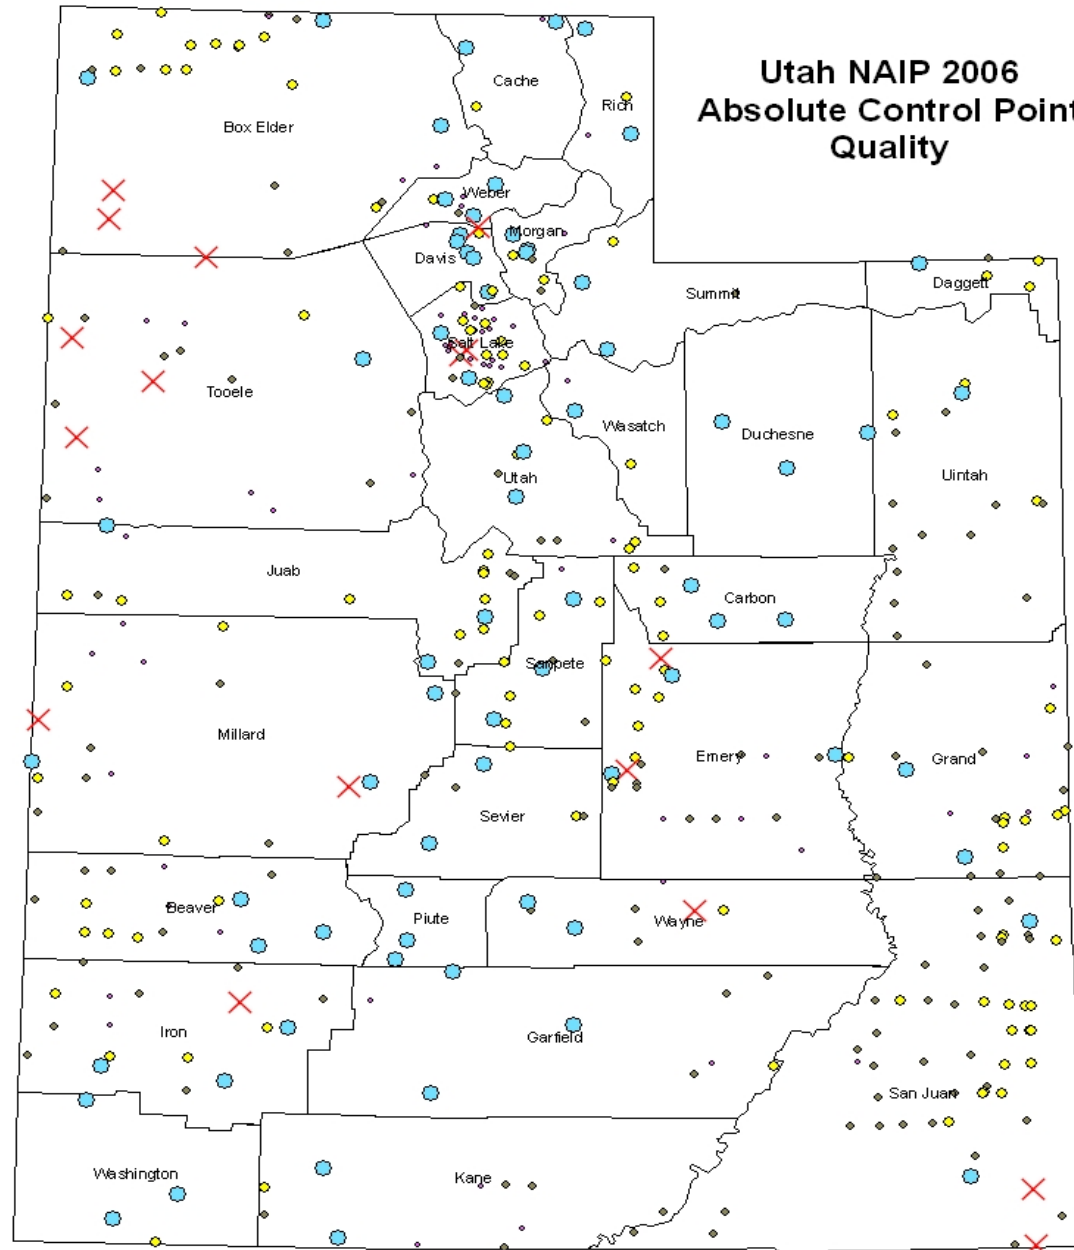 Utah NAIP 2006
Absolute Control Point
Quality
Cache
Rich
Box Elder
Weber
Morgan
Davis
Summit
Daggett
Salt Lake
Tooele
Wasatch
Duchesne
Uintah
Utah
Juab
Carbon
Sanpete
Millard
Emery
Grand
Sevier
Beaver
Piute
Wayne
Iron
Garfield
San Juan
Washington
Kane